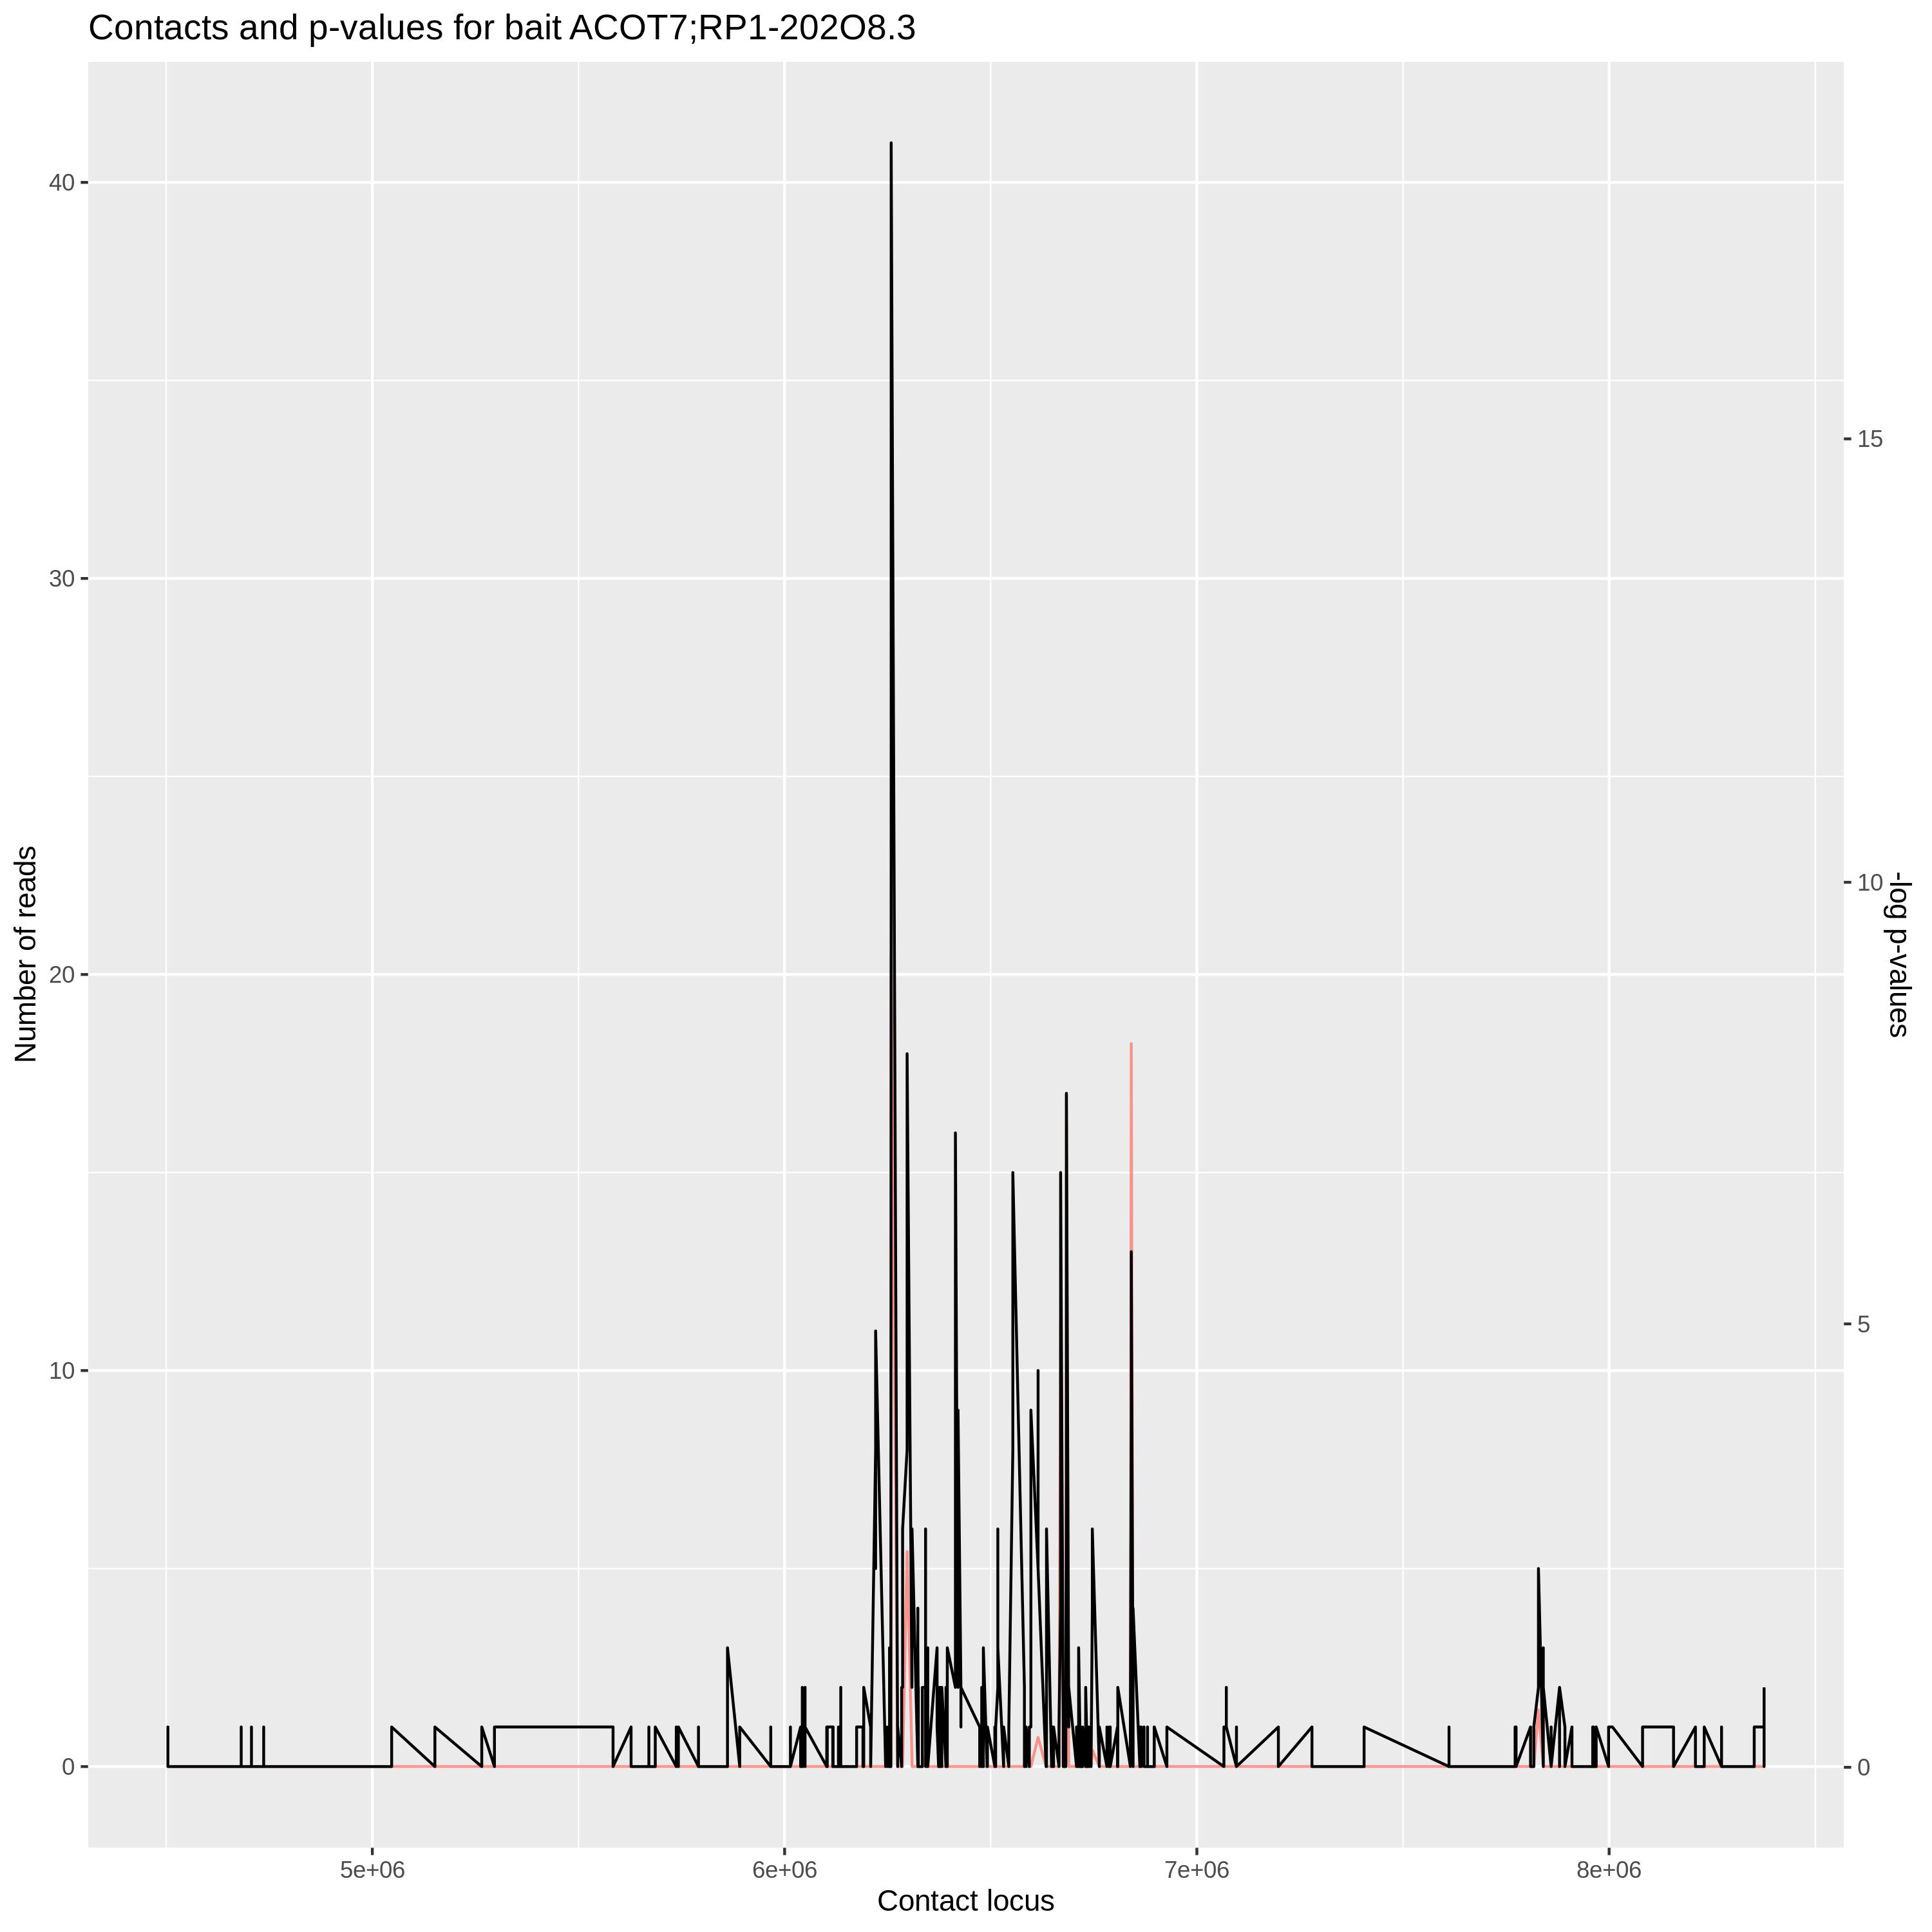 Contacts and p-values for bait ACOT7;RP1-202O8.3
40
30
20
10
0
Number of reads
15
10
5
0
-log p-values
5e+06
6e+06
7e+06
8e+06
Contact locus